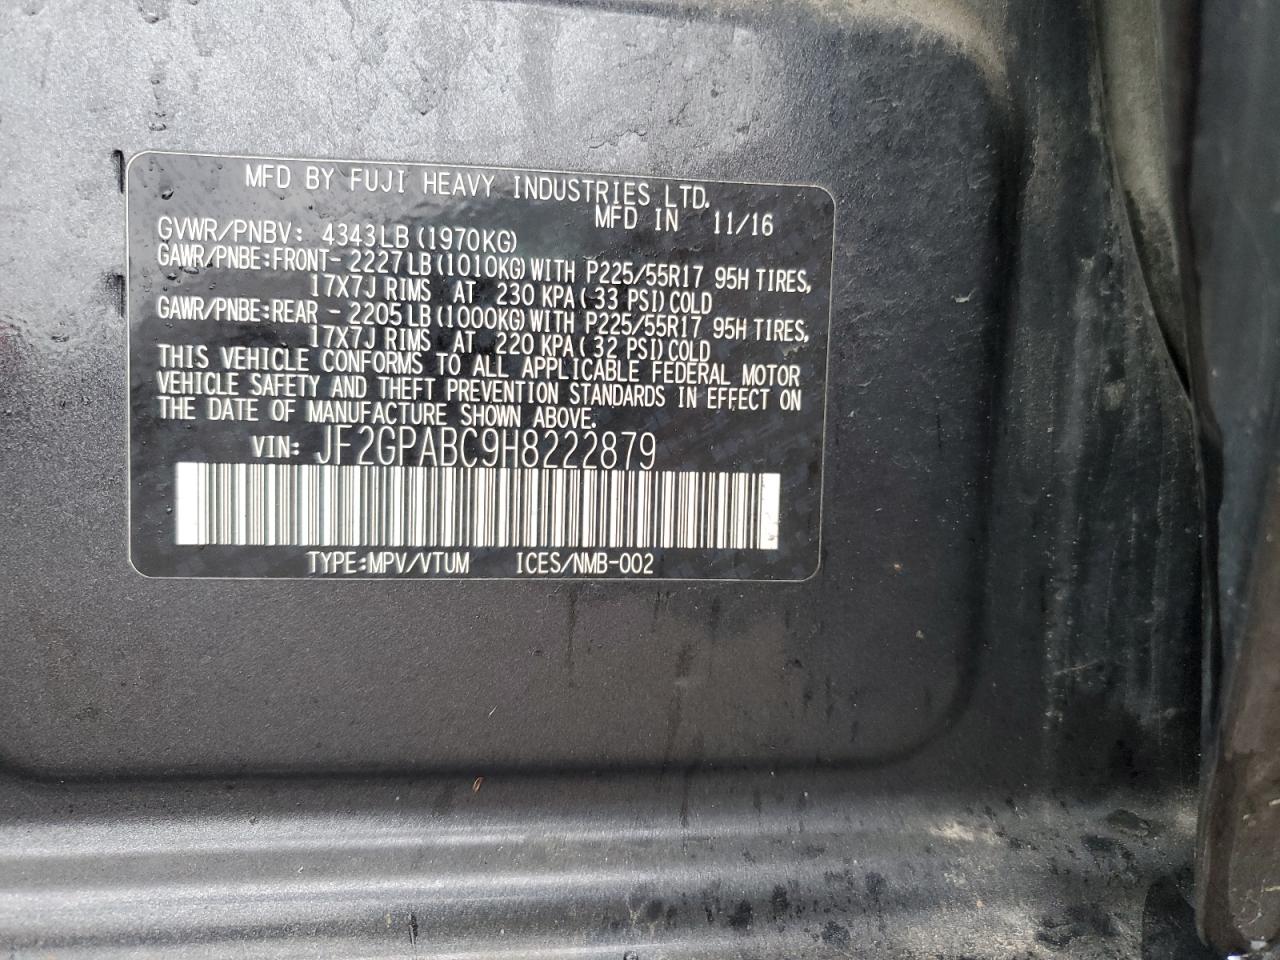 MFD BY FUJI HEAVY INDUSTRIES LTD.
MFD IN 11/16
GVWR/PNBV: 4343LB(1970KG)
GAWR/PNBE:FRONT- 2227LB(1010KG)WITH P225/55R17 95H TIRES,
17X7J RIMS AT 230 KPA(33 PSI)COLD
GAWR/PNBE:REAR - 2205LB(1000KG)WITH P225/55R17 95H TIRES,
17X7J RIMS AT 220 KPA(32 PSI)COLD
THIS VEHICLE CONFORMS TO ALL APPLICABLE FEDERAL MOTOR
VEHICLE SAFETY AND THEFT PREVENTION STANDARDS IN EFFECT ON
THE DATE OF MANUFACTURE SHOWN ABOVE.
VIN: JF2GPABC9H8222879
TYPE:MPV/VTUM ICES/NMB-002